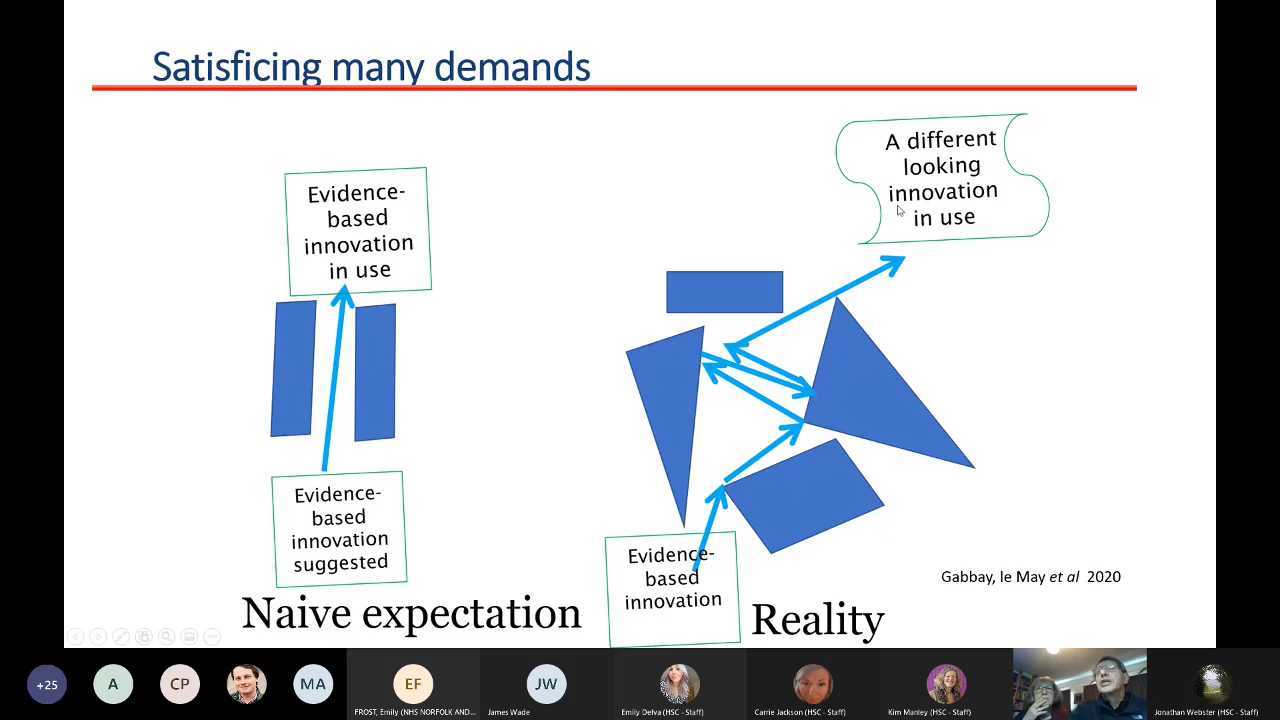 Satisficing many demands
Evidence-
based
innovation
in use
Evidence-
based
innovation
suggested
Naive expectation
A different
looking
innovation
in use
Evidence-
based
innovation
Reality
Gabbay, le May et al 2020
+25
A
CP
MA
EF
FROST, Emily (NHS NORFOLK AND...
JW
James Wade
Emily Delva (HSC - Staff)
Carrie Jackson (HSC - Staff)
Kim Manley (HSC - Staff)
Jonathan Webster (HSC - Staff)